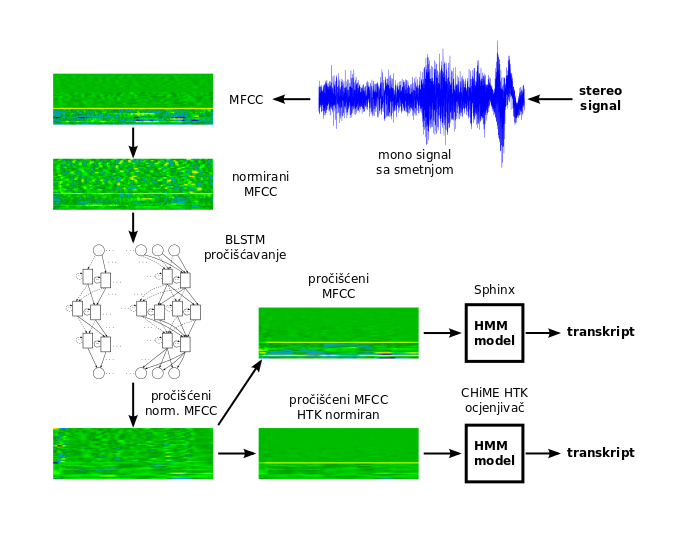 stereo
signal
mono signal
sa smetnjom
MFCC
normirani
MFCC
BLSTM
pročišćavanje
pročišćeni
norm. MFCC
pročišćeni
MFCC
Sphinx
HMM
model
transkript
pročišćeni MFCC
HTK normiran
CHiME HTK
ocjenjivač
HMM
model
transkript